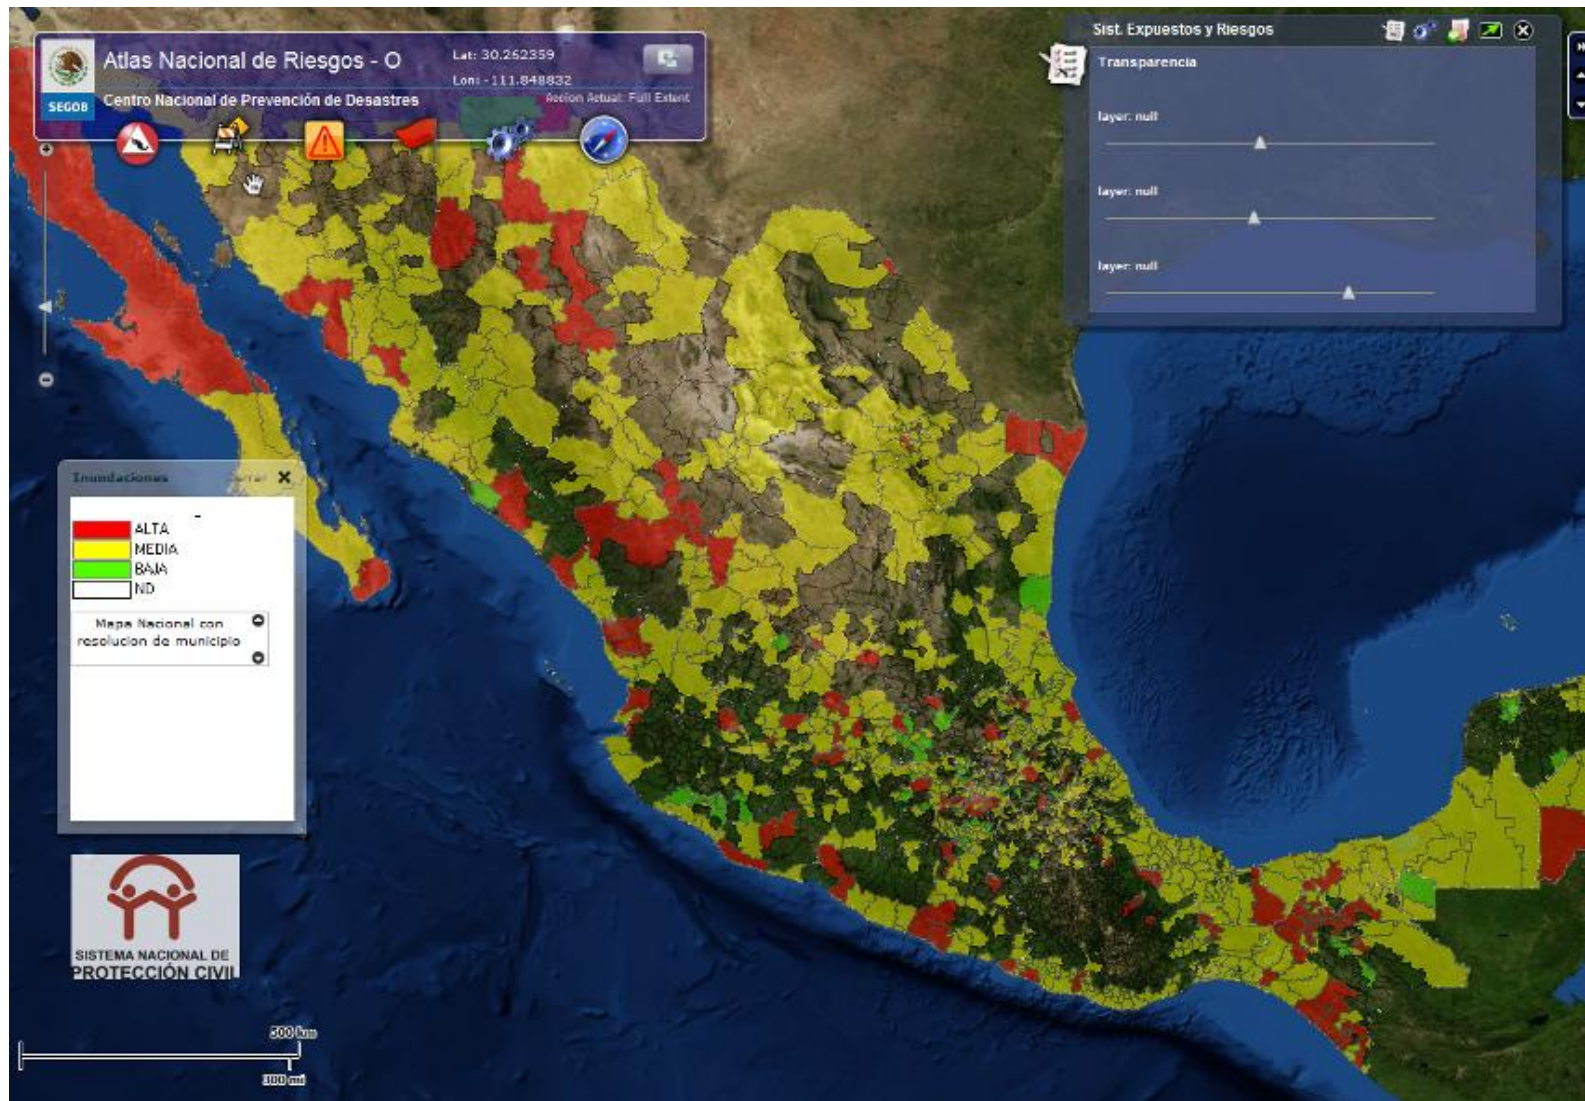 Atlas Nacional de Riesgos - O
Lat: 30.262359
Lon: -111.848832
SEGOB
Centro Nacional de Prevención de Desastres
Accion Actual: Full Extent
Sist. Expuestos y Riesgos
Transparencia
layer: null
layer: null
layer: null
Inundaciones
cerrar
ALTA
MEDIA
BAJA
ND
Mapa Nacional con
resolucion de municipio
SISTEMA NACIONAL DE
PROTECCIÓN CIVIL
500 km
300 mi